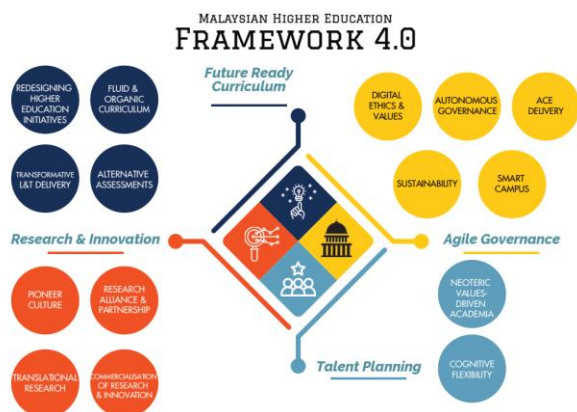 MALAYSIAN HIGHER EDUCATION
FRAMEWORK 4.0
Future Ready
Curriculum
REDESIGNING
HIGHER
EDUCATION
INITIATIVES
FLUID &
ORGANIC
CURRICULUM
TRANSFORMATIVE
L&T DELIVERY
ALTERNATIVE
ASSESSMENTS
DIGITAL
ETHICS &
VALUES
AUTONOMOUS
GOVERNANCE
ACE
DELIVERY
SUSTAINABILITY
SMART
CAMPUS
Research & Innovation
Agile Governance
PIONEER
CULTURE
RESEARCH
ALLIANCE &
PARTNERSHIP
TRANSLATIONAL
RESEARCH
COMMERCIALISATION
OF RESEARCH
& INNOVATION
NEOTERIC
VALUES-
DRIVEN
ACADEMIA
COGNITIVE
FLEXIBILITY
Talent Planning